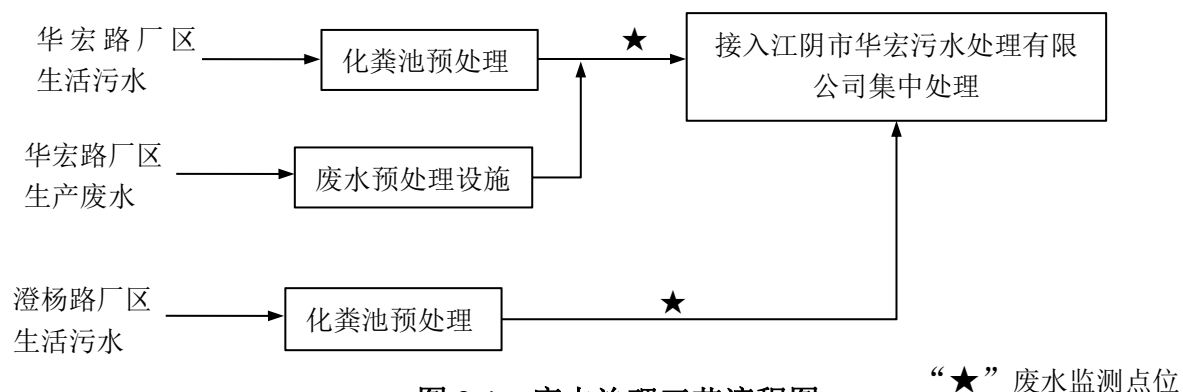 华宏路厂区
生活污水
化粪池预处理
★
接入江阴市华宏污水处理有限
公司集中处理
华宏路厂区
生产废水
废水预处理设施
澄杨路厂区
生活污水
化粪池预处理
★
“★”废水监测点位